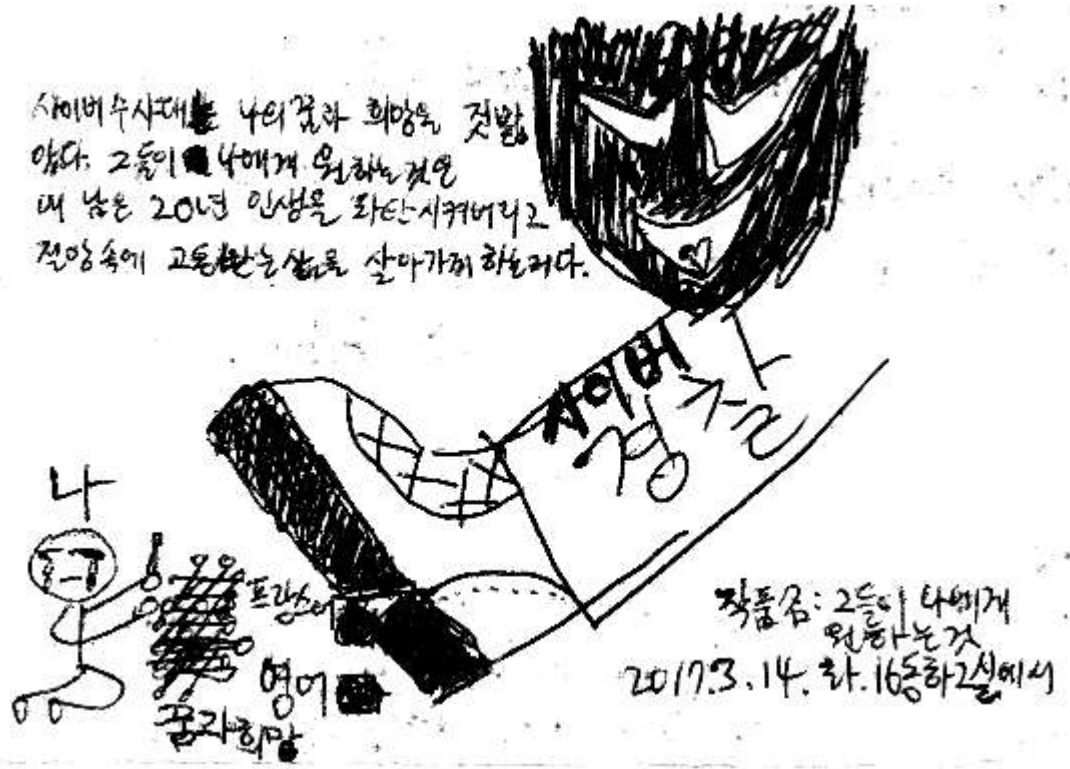 사이버수사대는 나의 꿈과 희망을 짓밟
았다. 그들이 나에게 원하는 것은
내 남은 20년 인생을 파탄시켜버리고
절망속에 고통받는 삶을 살아가게 하는거다.
사이버
경찰
나
프랑스어
영어
꿈과 희망
작품명: 그들이 나에게
원하는 것
2017.3.14. 화. 16동하2실에서